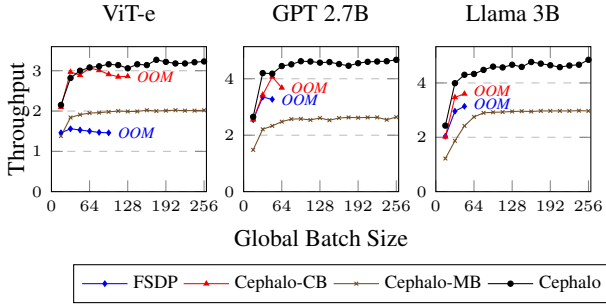 ViT-e
GPT 2.7B
Llama 3B
Throughput
3
2
1
0
OOM
OOM
0 64 128 192 256
4
2
0
OOM
OOM
0 64 128 192 256
4
2
0
OOM
OOM
0 64 128 192 256
Global Batch Size
FSDP Cephalo-CB Cephalo-MB Cephalo